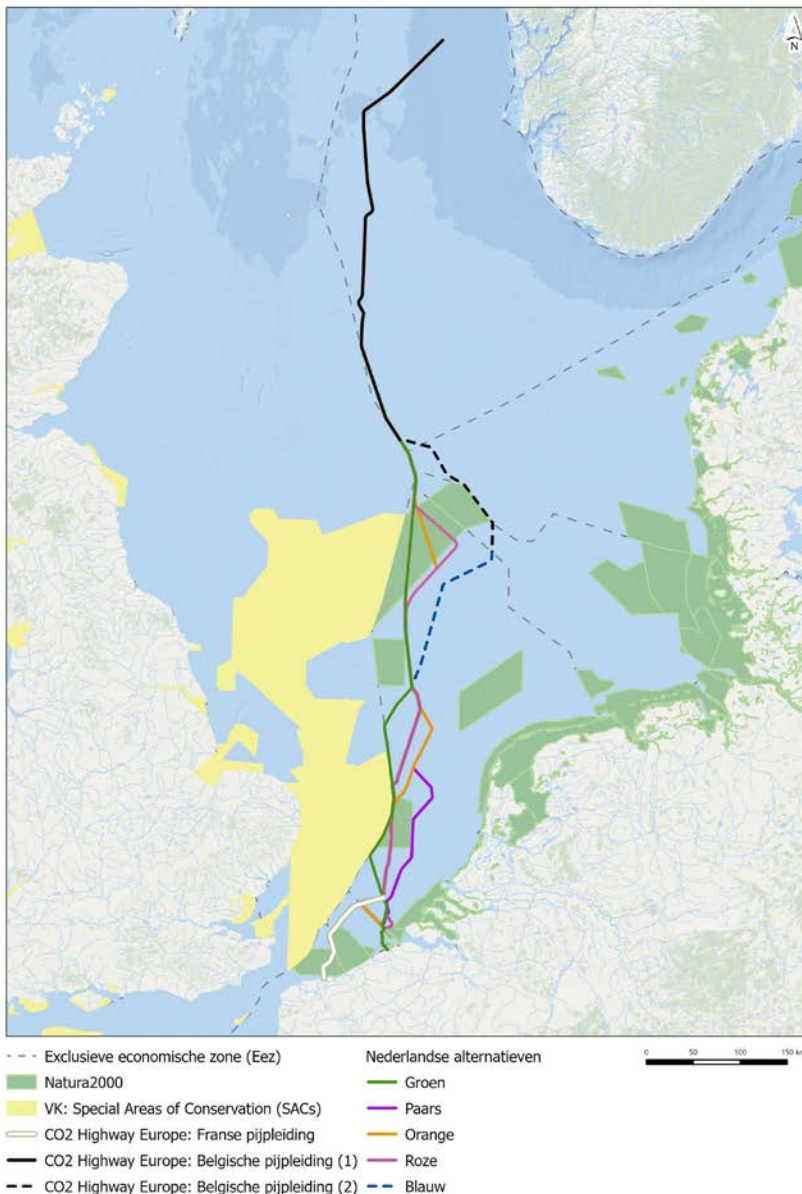 N
Exclusieve economische zone (Eez)
Natura2000
VK: Special Areas of Conservation (SACs)
CO2 Highway Europe: Franse pijpleiding
CO2 Highway Europe: Belgische pijpleiding (1)
CO2 Highway Europe: Belgische pijpleiding (2)
Nederlandse alternatieven
Groen
Paars
Orange
Roze
Blauw
0 50 100 150 km